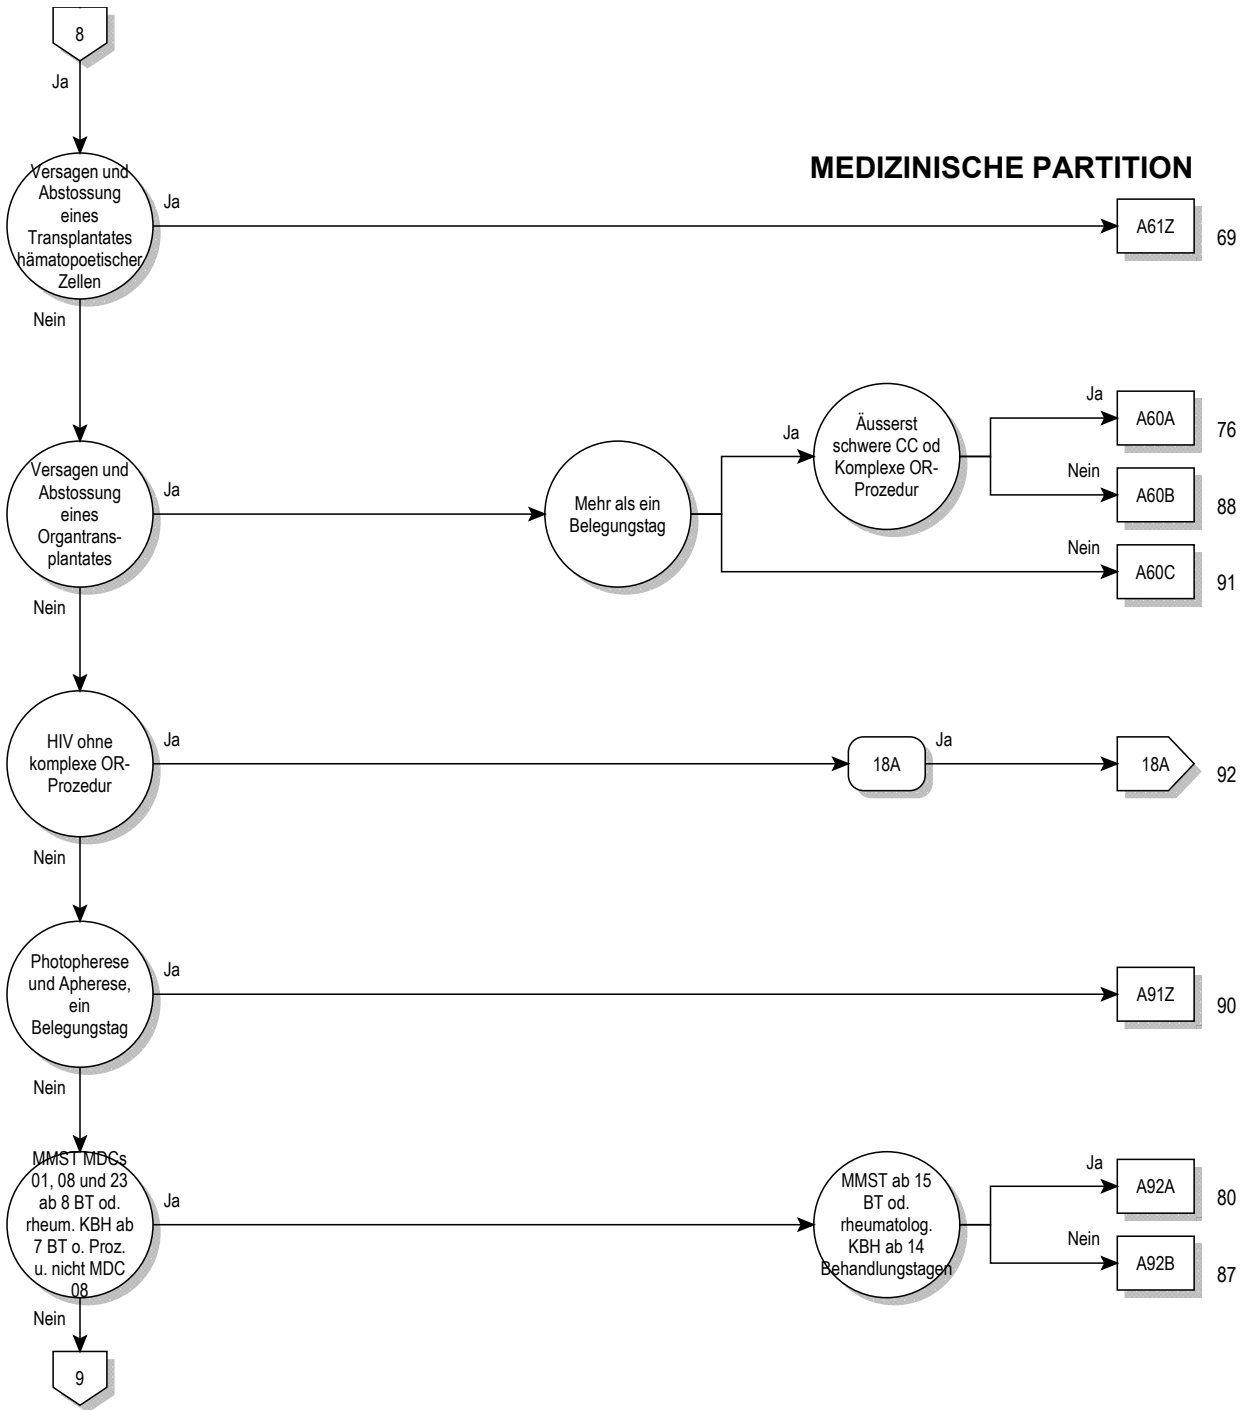 8
Ja
MEDIZINISCHE PARTITION
Versagen und
Abstossung
eines
Transplantates
hämatopoetischer
Zellen
Ja
A61Z
69
Nein
Versagen und
Abstossung
eines
Organtrans-
plantates
Ja
Mehr als ein
Belegungstag
Ja
Äusserst
schwere CC od
Komplexe OR-
Prozedur
Ja
A60A
76
Nein
A60B
88
Nein
A60C
91
Nein
HIV ohne
komplexe OR-
Prozedur
Ja
18A
Ja
18A
92
Nein
Photopherese
und Apherese,
ein
Belegungstag
Ja
A91Z
90
Nein
MMST MDCs
01, 08 und 23
ab 8 BT od.
rheum. KBH ab
7 BT o. Proz.
u. nicht MDC
08
Ja
MMST ab 15
BT od.
rheumatolog.
KBH ab 14
Behandlungstagen
Ja
A92A
80
Nein
A92B
87
Nein
9